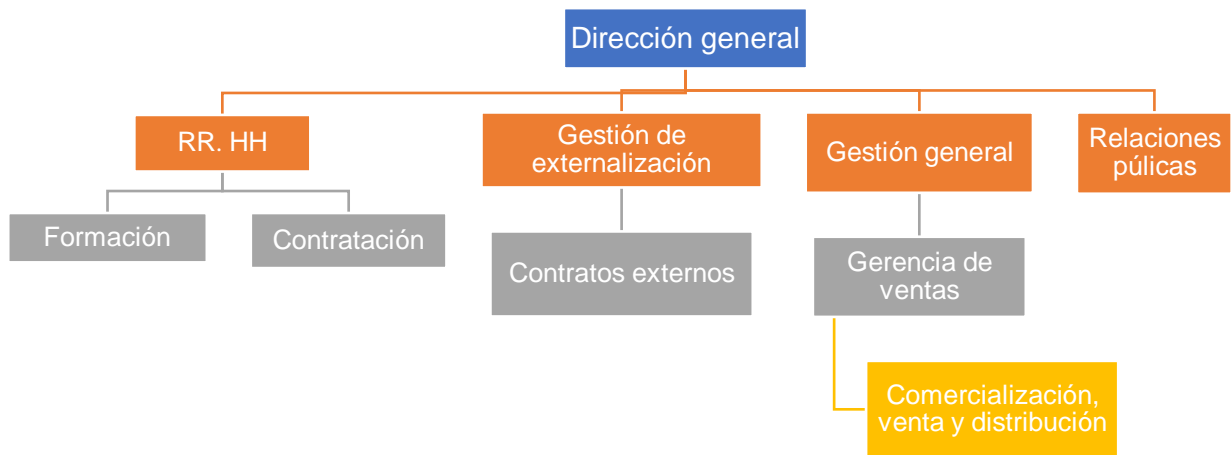 Dirección general
RR. HH
Gestión de
externalización
Gestión general
Relaciones
púlicas
Formación
Contratación
Contratos externos
Gerencia de
ventas
Comercialización,
venta y distribución